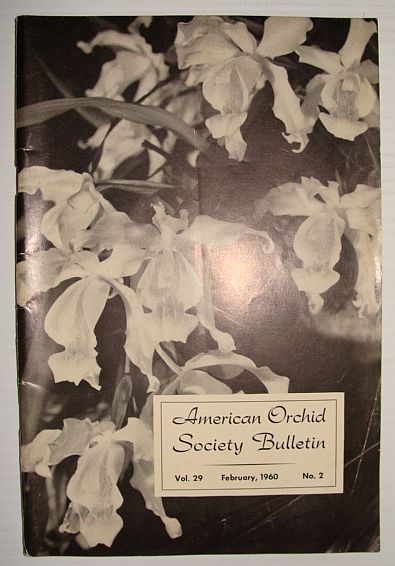 American Orchid
Society Bulletin
Vol. 29 February, 1960 No. 2